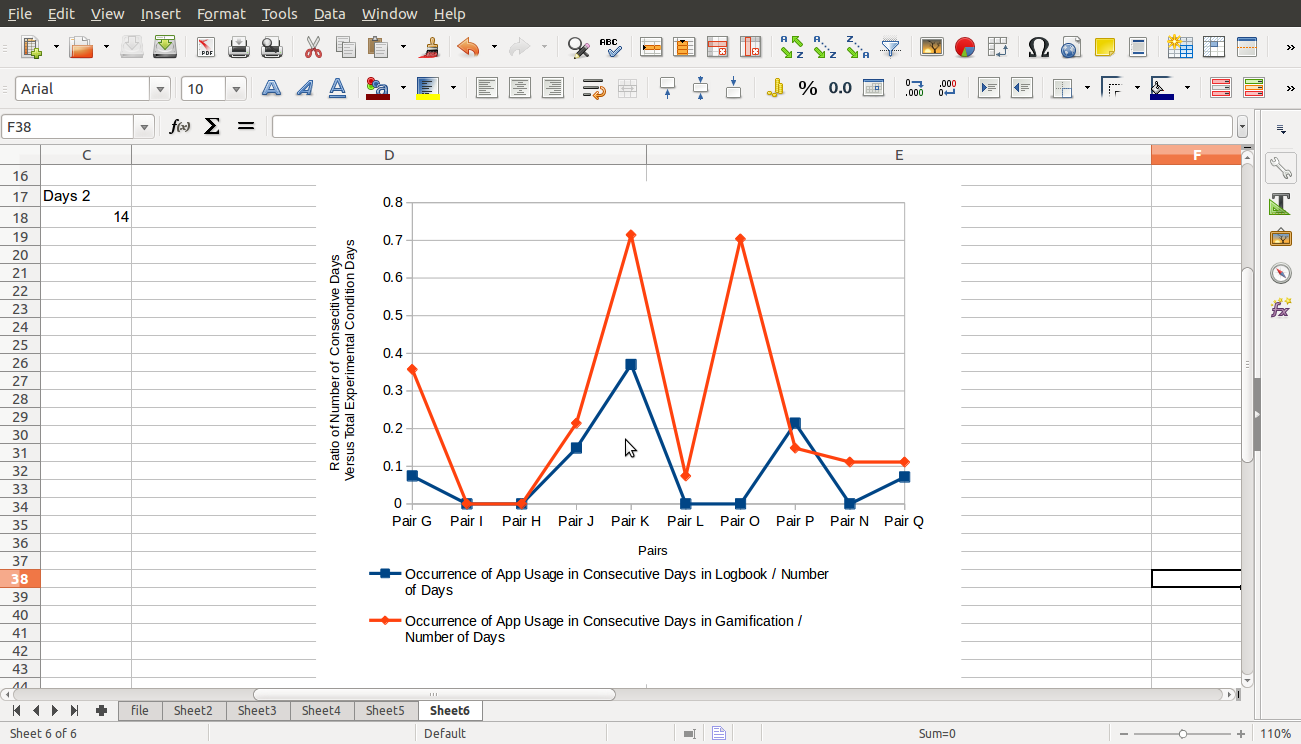 File Edit View Insert Format Tools Data Window Help
PDF ABC A Z A Z Z A Ω »
Arial 10 A A A % 0.0 .000 .000 »
F38 f(x) Σ =
C D E F
16
17 Days 2
18 14
19
20
21
22
23
24
25
26
27
28
29
30
31
32
33
34
35
36
37
38
39
40
41
42
43
44
Ratio of Number of Consecitive Days
Versus Total Experimental Condition Days
0.8
0.7
0.6
0.5
0.4
0.3
0.2
0.1
0
Pair G Pair I Pair H Pair J Pair K Pair L Pair O Pair P Pair N Pair Q
Pairs
Occurrence of App Usage in Consecutive Days in Logbook / Number
of Days
Occurrence of App Usage in Consecutive Days in Gamification /
Number of Days
file Sheet2 Sheet3 Sheet4 Sheet5 Sheet6
Sheet 6 of 6 Default Sum=0 110%